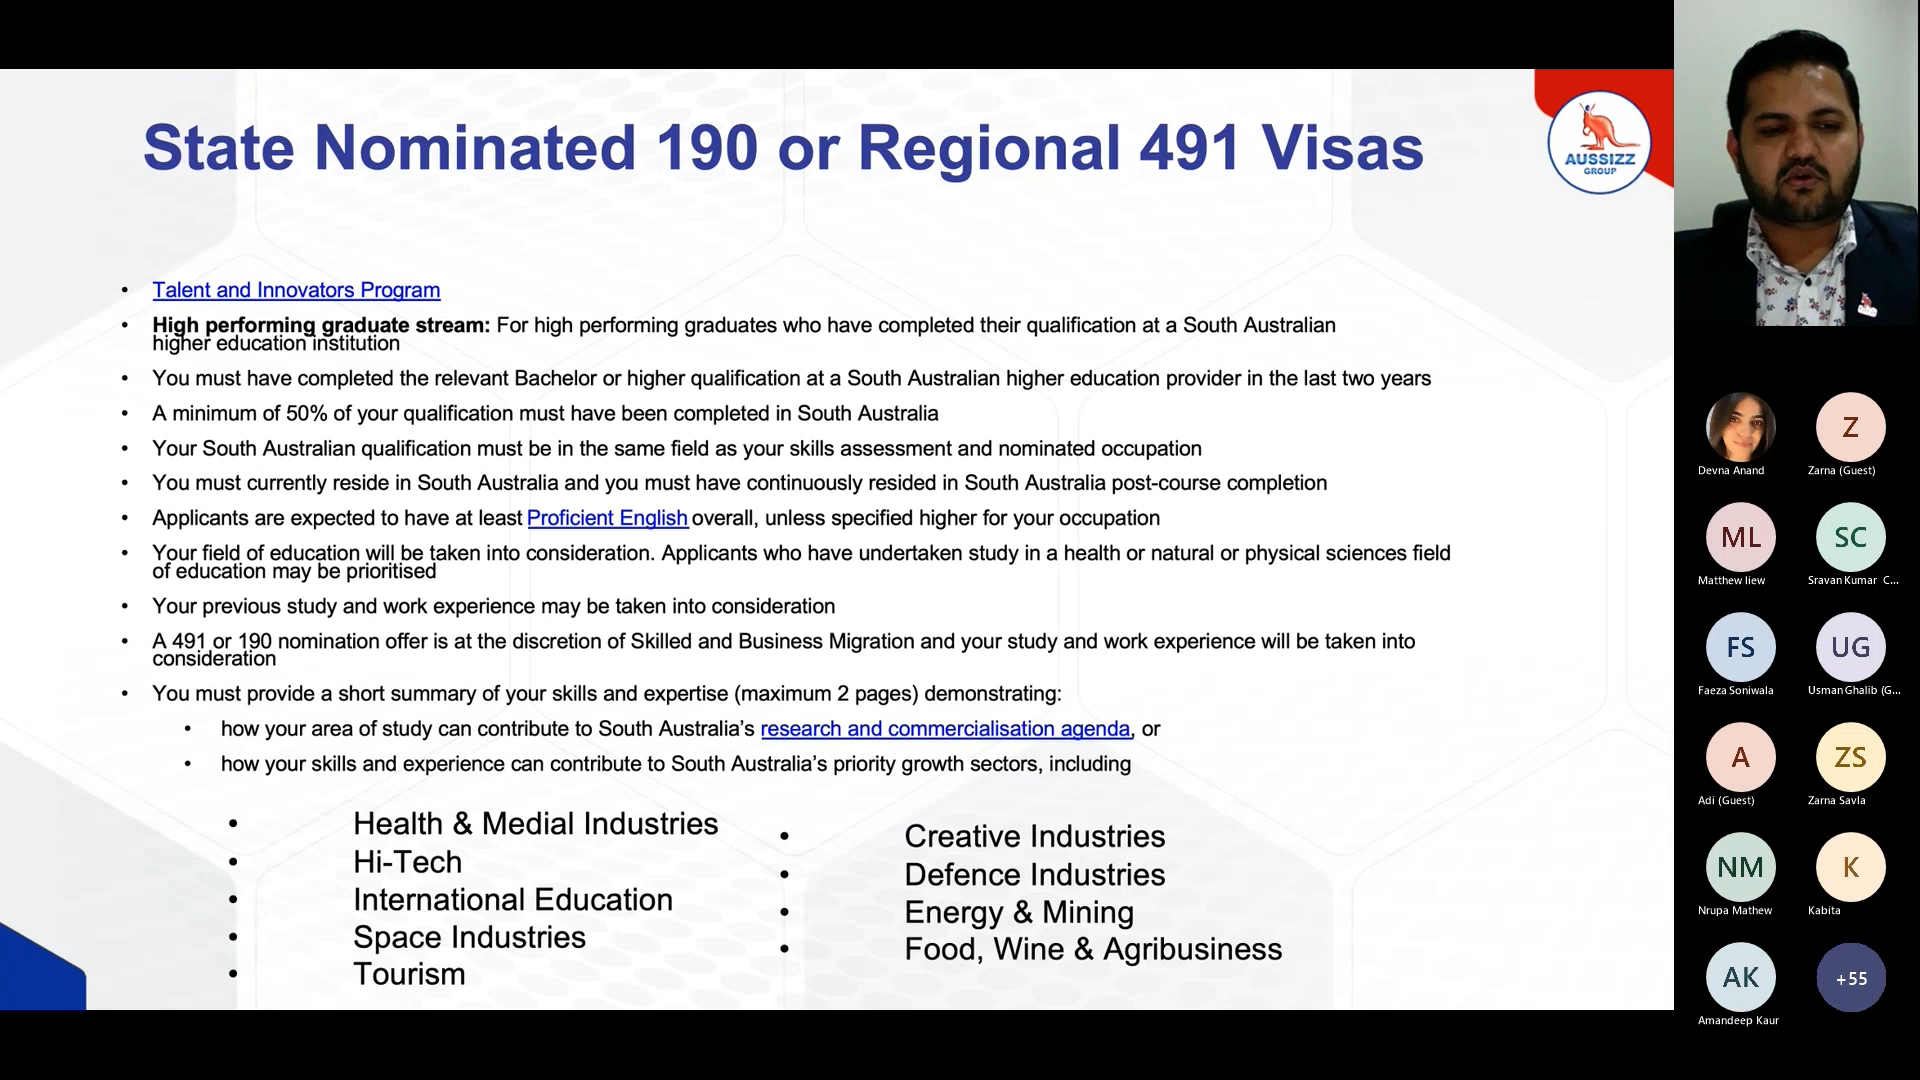 State Nominated 190 or Regional 491 Visas
AUSSIZZ
GROUP
• Talent and Innovators Program
• High performing graduate stream: For high performing graduates who have completed their qualification at a South Australian
higher education institution
• You must have completed the relevant Bachelor or higher qualification at a South Australian higher education provider in the last two years
• A minimum of 50% of your qualification must have been completed in South Australia
• Your South Australian qualification must be in the same field as your skills assessment and nominated occupation
• You must currently reside in South Australia and you must have continuously resided in South Australia post-course completion
• Applicants are expected to have at least Proficient English overall, unless specified higher for your occupation
• Your field of education will be taken into consideration. Applicants who have undertaken study in a health or natural or physical sciences field
of education may be prioritised
• Your previous study and work experience may be taken into consideration
• A 491 or 190 nomination offer is at the discretion of Skilled and Business Migration and your study and work experience will be taken into
consideration
• You must provide a short summary of your skills and expertise (maximum 2 pages) demonstrating:
• how your area of study can contribute to South Australia's research and commercialisation agenda, or
• how your skills and experience can contribute to South Australia's priority growth sectors, including
• Health & Medial Industries
• Hi-Tech
• International Education
• Space Industries
• Tourism
• Creative Industries
• Defence Industries
• Energy & Mining
• Food, Wine & Agribusiness
Devna Anand
Z
Zarna (Guest)
ML
Matthew liew
SC
Sravan Kumar C...
FS
Faeza Soniwala
UG
Usman Ghalib (G...
A
Adi (Guest)
ZS
Zarna Savla
NM
Nrupa Mathew
K
Kabita
AK
Amandeep Kaur
+55